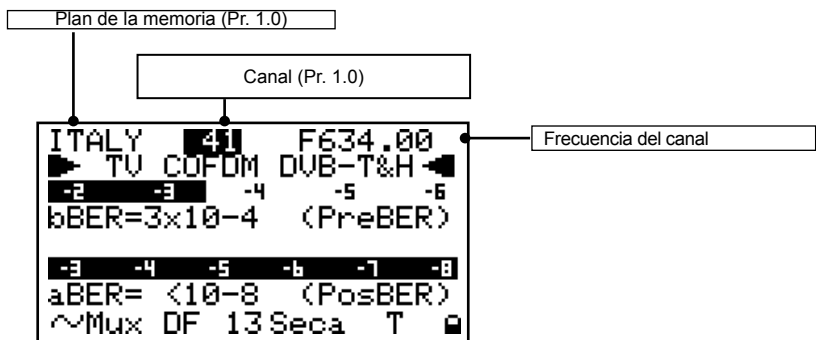 Plan de la memoria (Pr. 1.0)
Canal (Pr. 1.0)
Frecuencia del canal
ITALY 41 F634.00
TV COFDM DVB-T&H
-2 -3 -4 -5 -6
bBER=3x10-4 (PreBER)
-3 -4 -5 -6 -7 -8
aBER= <10-8 (PosBER)
~Mux DF 13Seca T